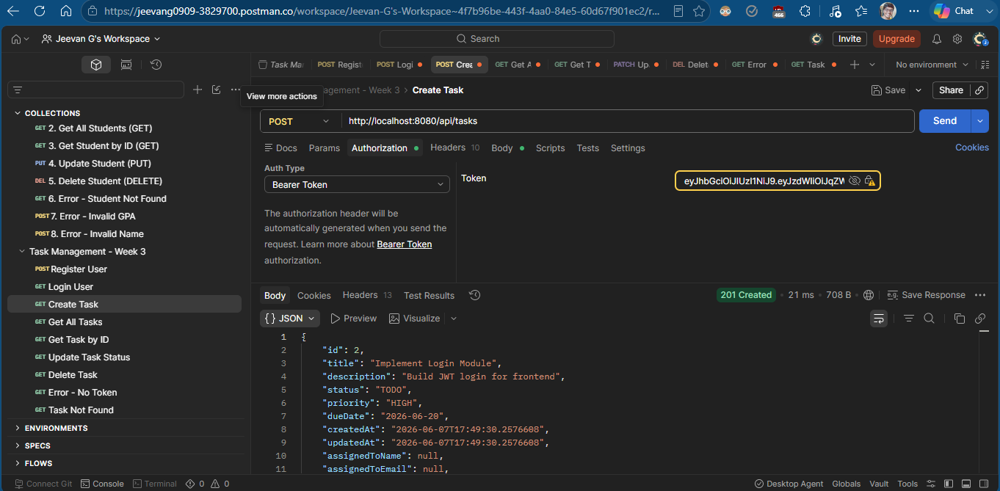 https://jeevang0909-3829700.postman.co/workspace/Jeevan-G's-Workspace~4f7b96be-443f-4aa0-84e5-60d67f901ec2/r...
466
Chat
Jeevan G's Workspace
Search
Invite
Upgrade
Task Mar
POST Regist
POST Logi
POST Crea
GET Get A
GET Get T
PATCH Up
DEL Delet
GET Error
GET Task
No environment
View more actions
agement - Week 3 > Create Task
Save
Share
COLLECTIONS
GET 2. Get All Students (GET)
GET 3. Get Student by ID (GET)
PUT 4. Update Student (PUT)
DEL 5. Delete Student (DELETE)
GET 6. Error - Student Not Found
POST 7. Error - Invalid GPA
POST 8. Error - Invalid Name
Task Management - Week 3
POST Register User
GET Login User
GET Create Task
GET Get All Tasks
GET Get Task by ID
GET Update Task Status
GET Delete Task
GET Error - No Token
GET Task Not Found
ENVIRONMENTS
SPECS
FLOWS
POST
http://localhost:8080/api/tasks
Send
Docs
Params
Authorization
Headers 10
Body
Scripts
Tests
Settings
Cookies
Auth Type
Bearer Token
The authorization header will be
automatically generated when you send the
request. Learn more about Bearer Token
authorization.
Token
eyJhbGciOiJIUzI1NiJ9.eyJzdWIiOiJqZW
Body
Cookies
Headers 13
Test Results
201 Created
21 ms
708 B
e.g. Save Response
{} JSON
Preview
Visualize
1 {
2 "id": 2,
3 "title": "Implement Login Module",
4 "description": "Build JWT login for frontend",
5 "status": "TODO",
6 "priority": "HIGH",
7 "dueDate": "2026-06-20",
8 "createdAt": "2026-06-07T17:49:30.2576608",
9 "updatedAt": "2026-06-07T17:49:30.2576608",
10 "assignedToName": null,
11 "assignedToEmail": null,
Connect Git
Console
Terminal
0
0
Desktop Agent
Globals
Vault
Tools